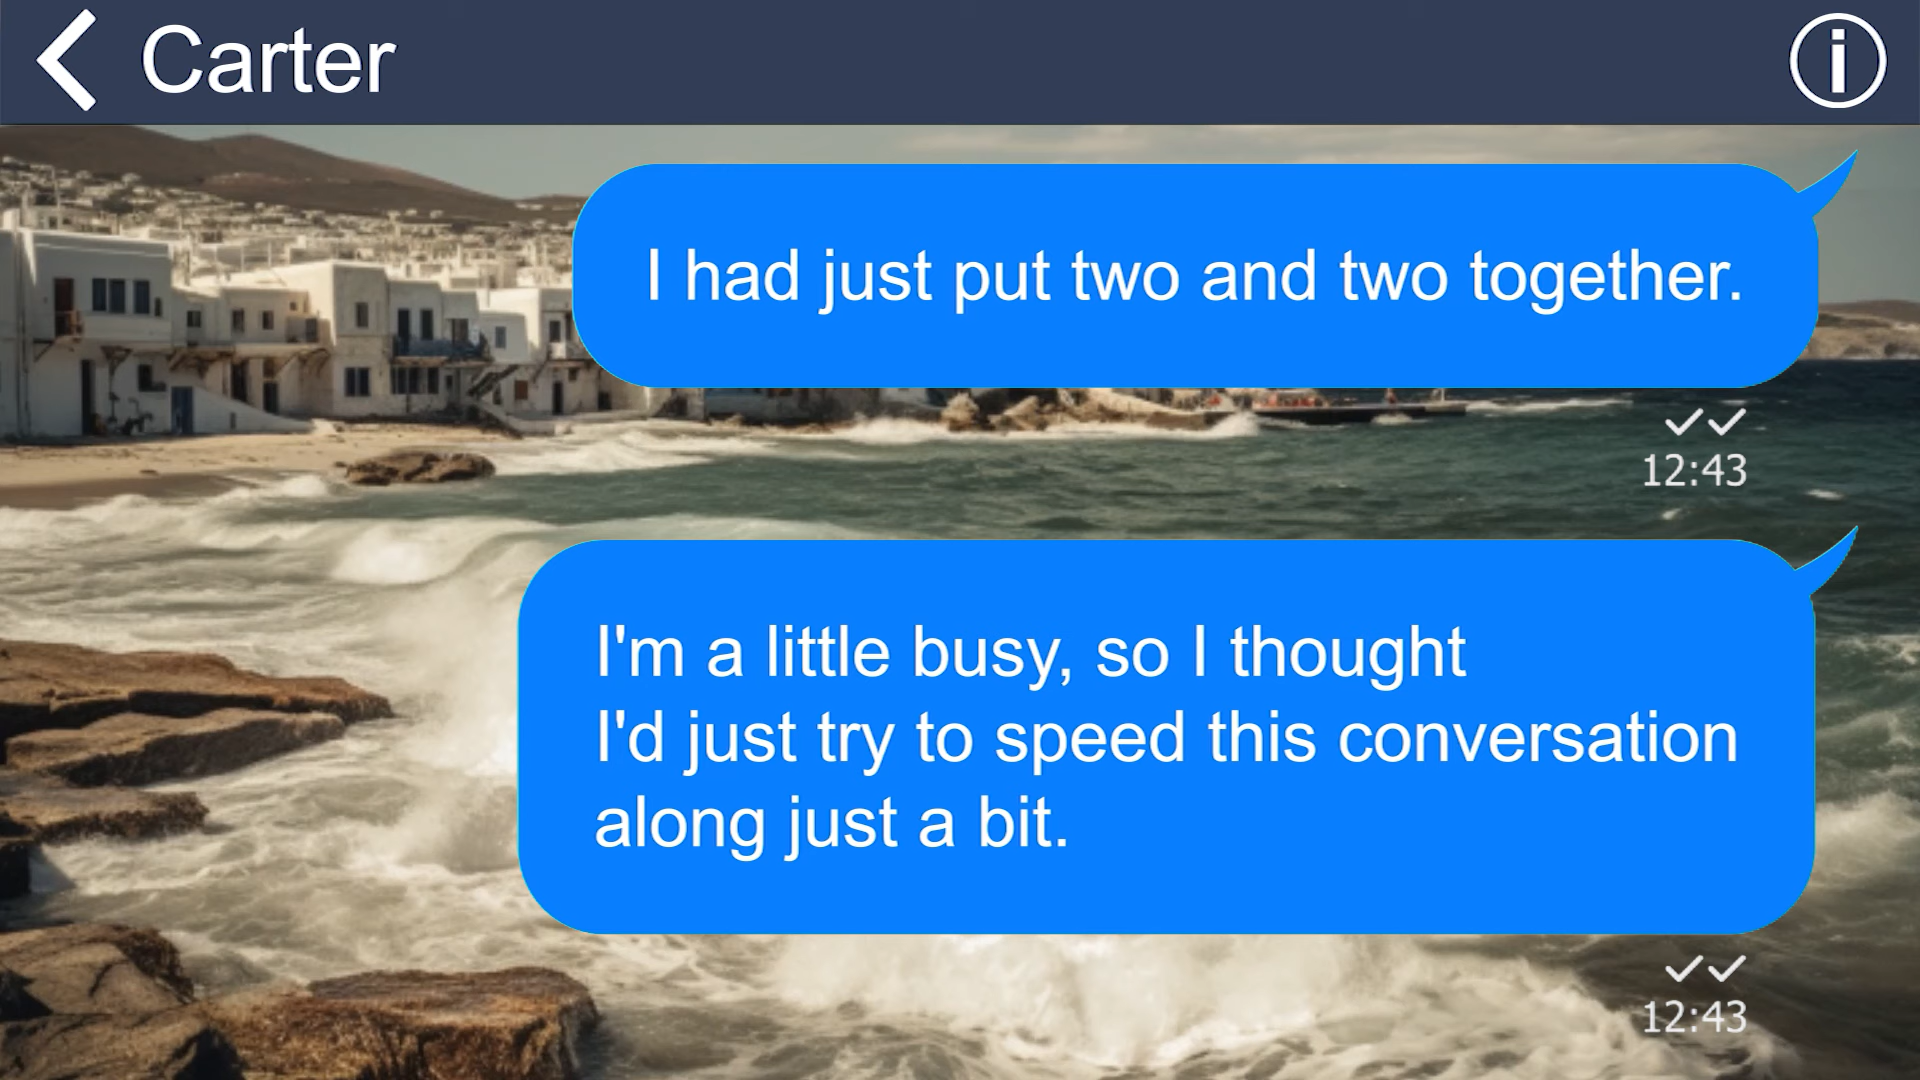 Carter
I had just put two and two together.
12:43
I'm a little busy, so I thought
I'd just try to speed this conversation
along just a bit.
12:43